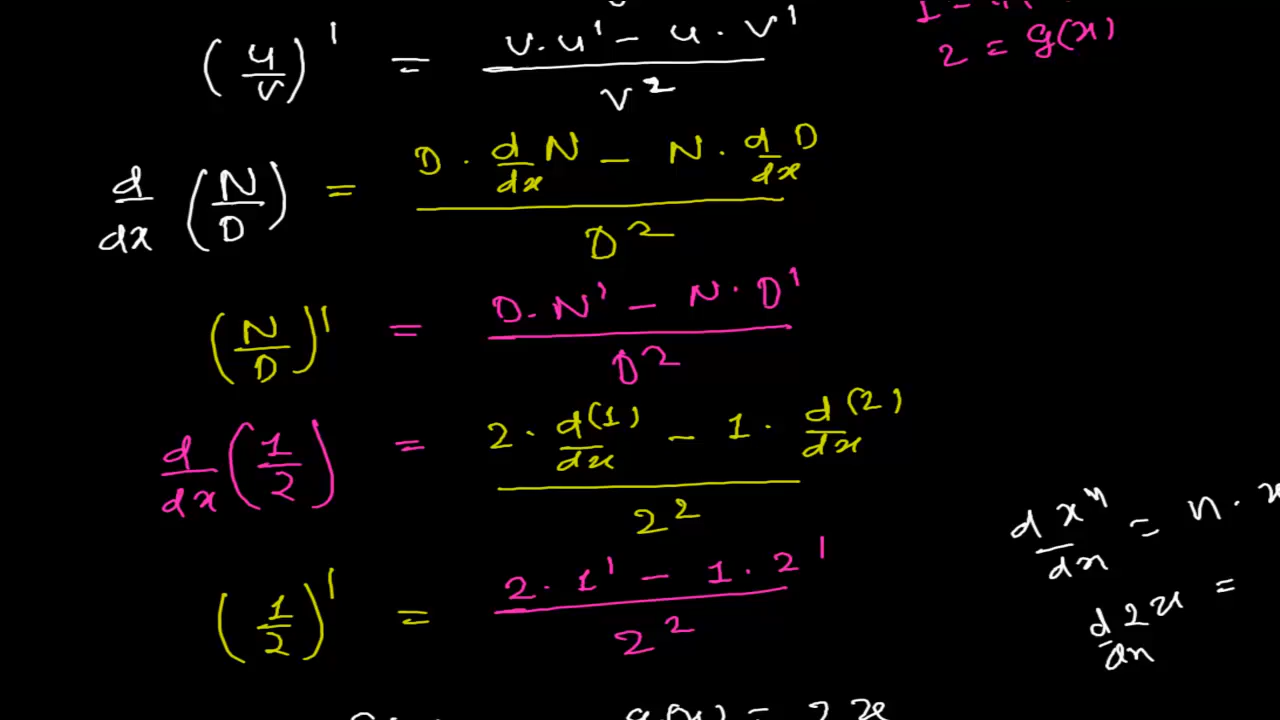 2 = g(x)
(u/v)' = (v·u' - u·v')/v²
d/dx (N/D) = (D · d/dx N - N · d/dx D)/D²
(N/D)' = (D·N' - N·D')/D²
d/dx (1/2) = (2 · d(1)/dx - 1 · d(2)/dx)/2²
(1/2)' = (2·1' - 1·2')/2²
d xⁿ/dx = n ·
d 2x/dx =
= 2x